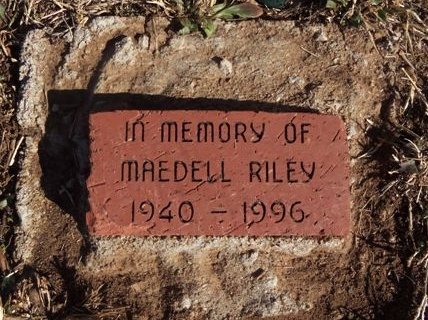 IN MEMORY OF
MAEDELL RILEY
1940 - 1996